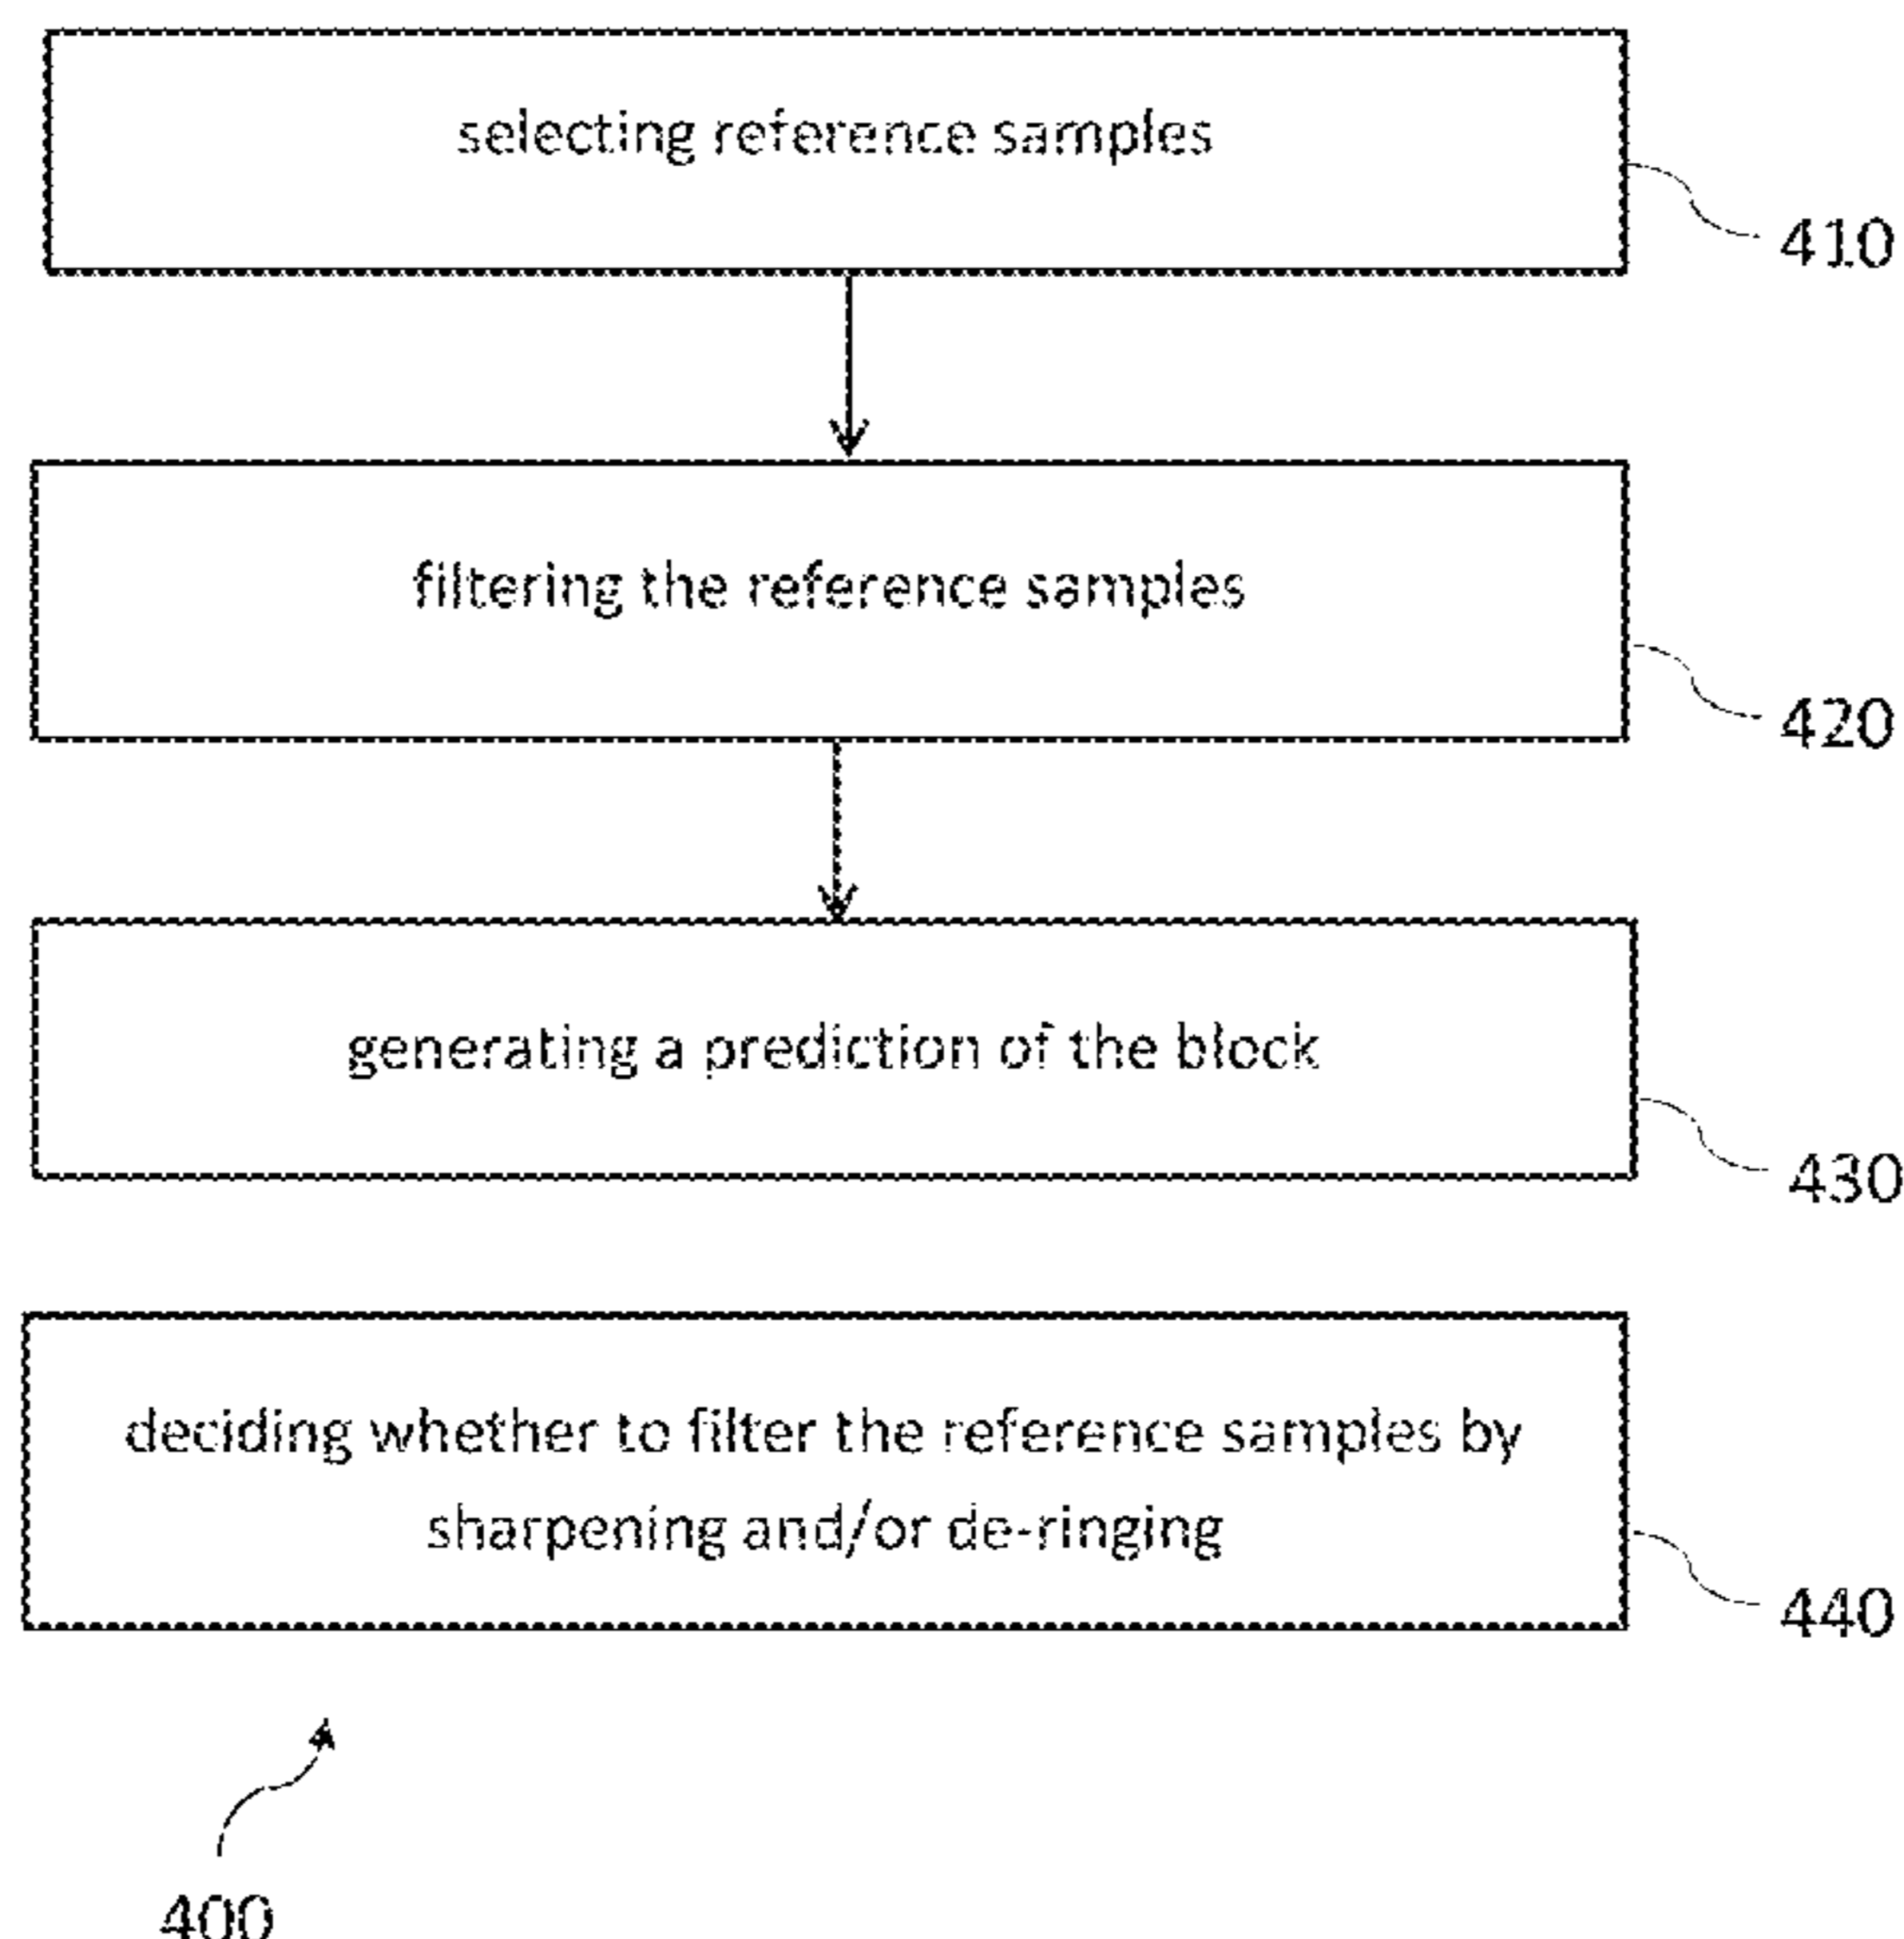 selecting reference samples
410
filtering the reference samples
420
generating a prediction of the block
430
deciding whether to filter the reference samples by
sharpening and/or de-ringing
440
400